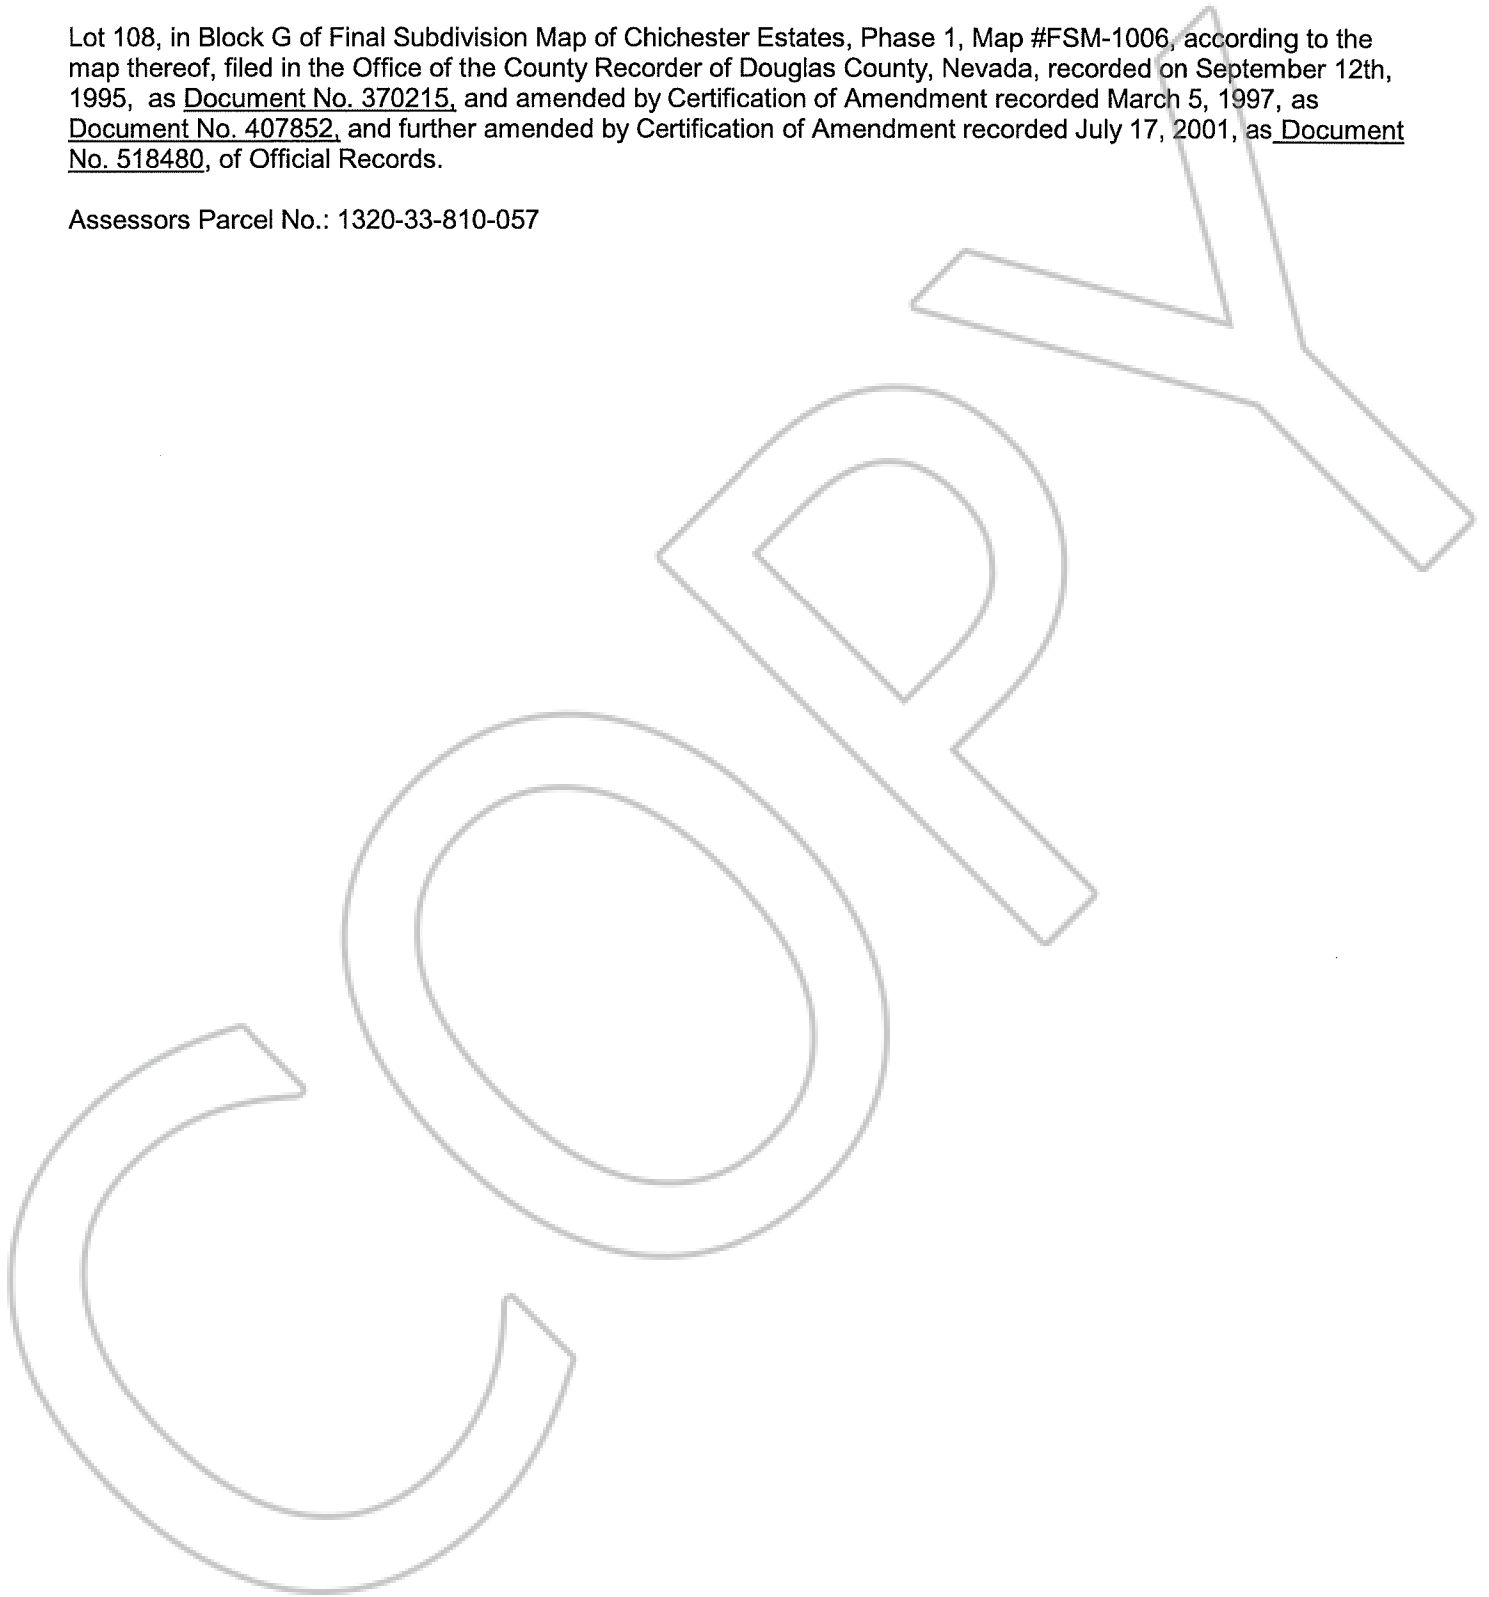 Lot 108, in Block G of Final Subdivision Map of Chichester Estates, Phase 1, Map #FSM-1006, according to the
map thereof, filed in the Office of the County Recorder of Douglas County, Nevada, recorded on September 12th,
1995, as Document No. 370215, and amended by Certification of Amendment recorded March 5, 1997, as
Document No. 407852, and further amended by Certification of Amendment recorded July 17, 2001, as Document
No. 518480, of Official Records.
Assessors Parcel No.: 1320-33-810-057
COPY